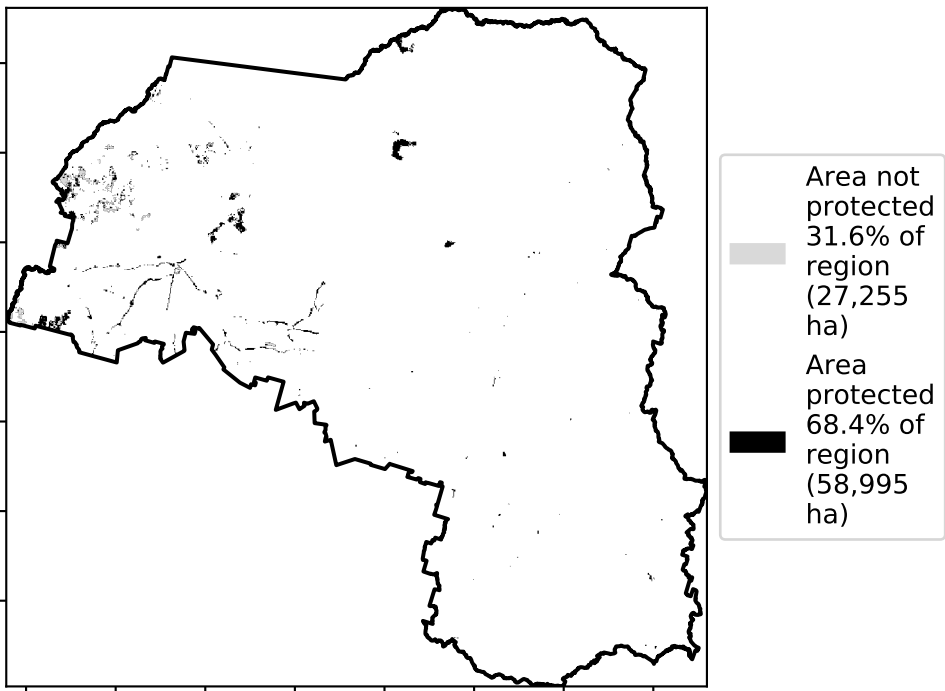 Area not
protected
31.6% of
region
(27,255
ha)
Area
protected
68.4% of
region
(58,995
ha)